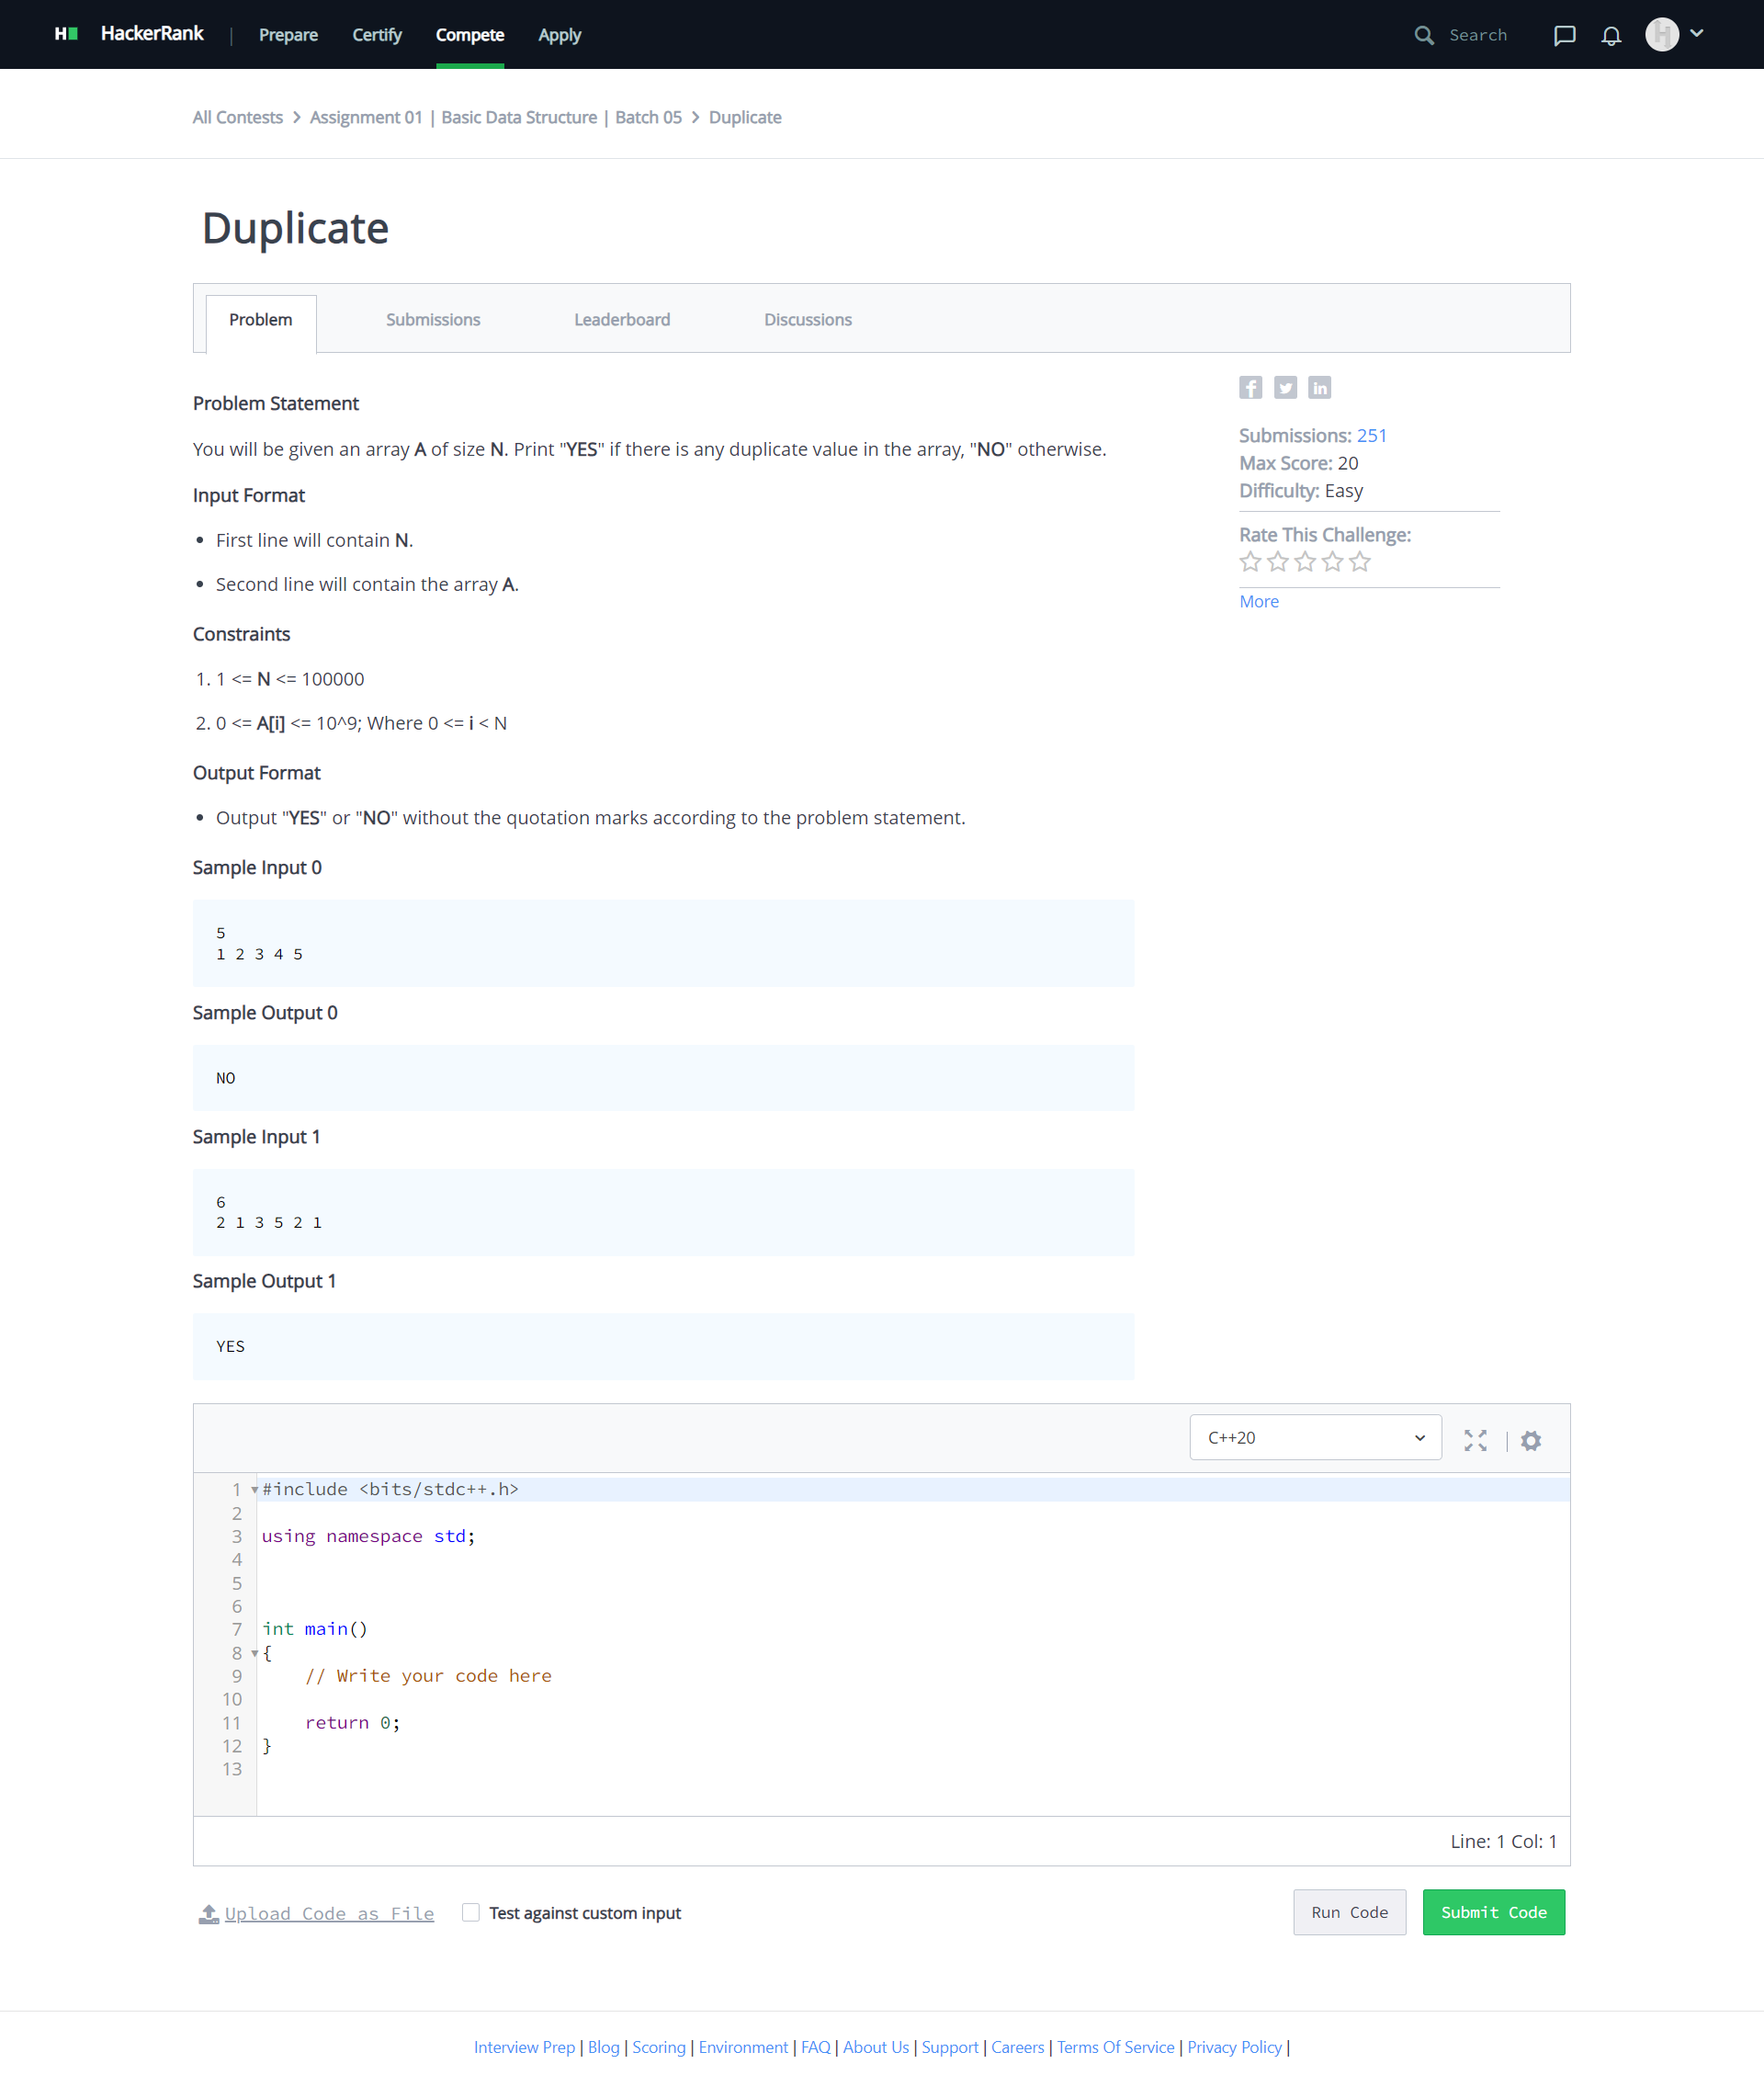 HackerRank | Prepare Certify Compete Apply Search
All Contests > Assignment 01 | Basic Data Structure | Batch 05 > Duplicate
Duplicate
Problem Submissions Leaderboard Discussions
Problem Statement
You will be given an array A of size N. Print "YES" if there is any duplicate value in the array, "NO" otherwise.
Input Format
• First line will contain N.
• Second line will contain the array A.
Constraints
1. 1 <= N <= 100000
2. 0 <= A[i] <= 10^9; Where 0 <= i < N
Output Format
• Output "YES" or "NO" without the quotation marks according to the problem statement.
Sample Input 0
5
1 2 3 4 5
Sample Output 0
NO
Sample Input 1
6
2 1 3 5 2 1
Sample Output 1
YES
Submissions: 251
Max Score: 20
Difficulty: Easy
Rate This Challenge:
More
C++20
1 #include <bits/stdc++.h>
2
3 using namespace std;
4
5
6
7 int main()
8 {
9 // Write your code here
10
11 return 0;
12 }
13
Line: 1 Col: 1
Upload Code as File Test against custom input Run Code Submit Code
Interview Prep | Blog | Scoring | Environment | FAQ | About Us | Support | Careers | Terms Of Service | Privacy Policy |